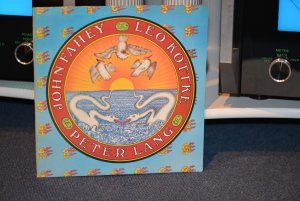 JOHN FAHEY
LEO KOTTKE
PETER LANG